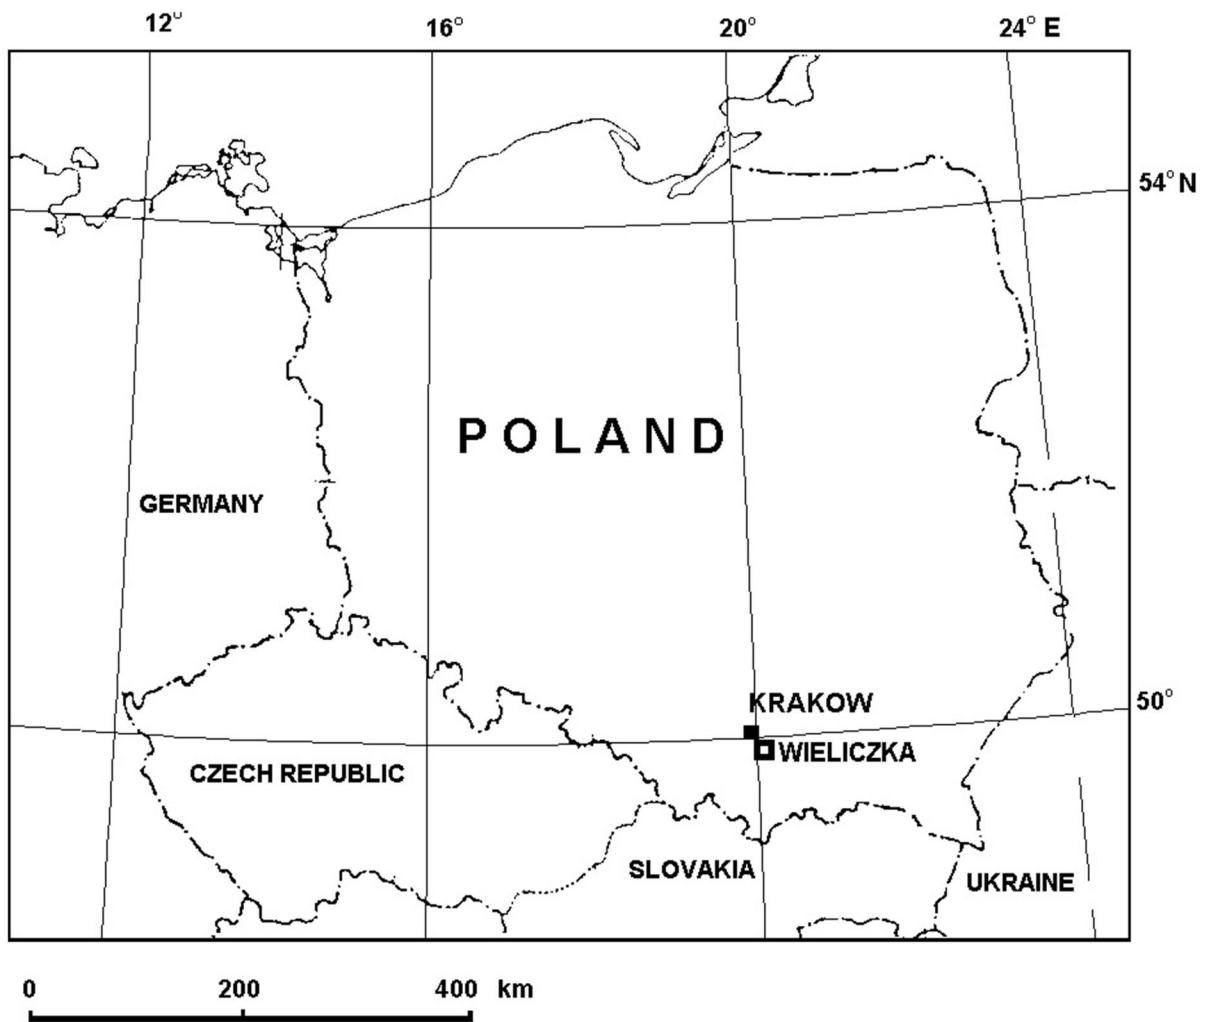 12° 16° 20° 24° E
54° N
POLAND
GERMANY
KRAKOW
50°
WIELICZKA
CZECH REPUBLIC
SLOVAKIA
UKRAINE
0 200 400 km